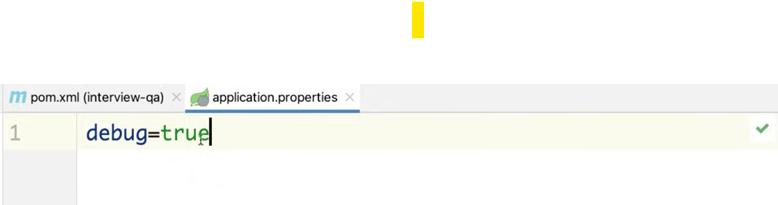 m pom.xml (interview-qa) × application.properties ×
1 debug=true